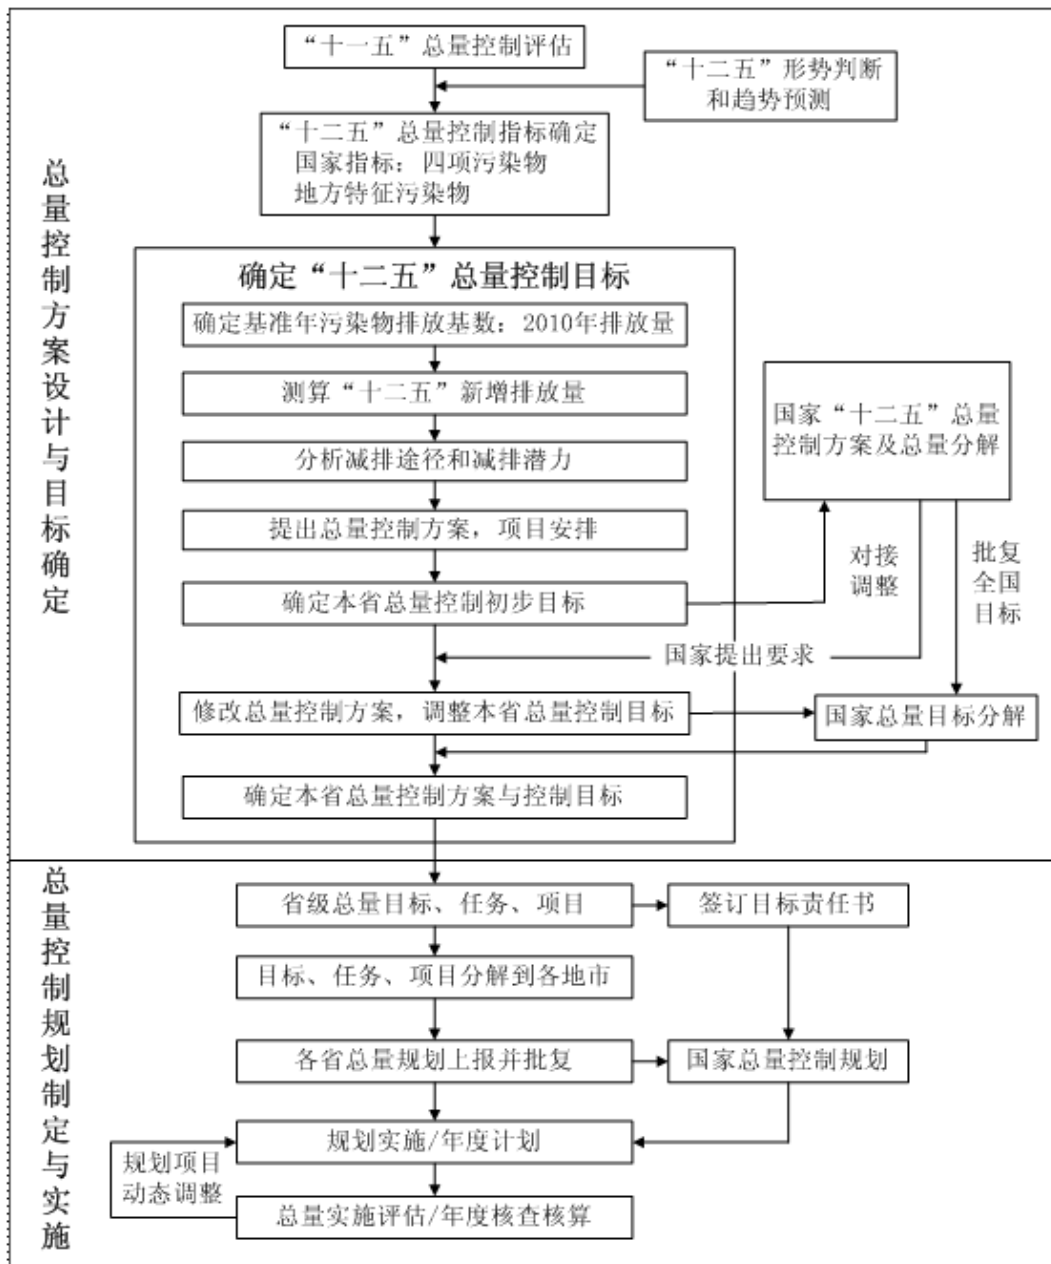 总量控制方案设计与目标确定
“十一五”总量控制评估
“十二五”形势判断
和趋势预测
“十二五”总量控制指标确定
国家指标：四项污染物
地方特征污染物
确定“十二五”总量控制目标
确定基准年污染物排放基数：2010年排放量
测算“十二五”新增排放量
分析减排途径和减排潜力
提出总量控制方案，项目安排
确定本省总量控制初步目标
国家“十二五”总量
控制方案及总量分解
对接
调整
批复
全国
目标
国家提出要求
修改总量控制方案，调整本省总量控制目标
国家总量目标分解
确定本省总量控制方案与控制目标
总量控制规划制定与实施
省级总量目标、任务、项目
签订目标责任书
目标、任务、项目分解到各地市
各省总量规划上报并批复
国家总量控制规划
规划实施/年度计划
规划项目
动态调整
总量实施评估/年度核查核算